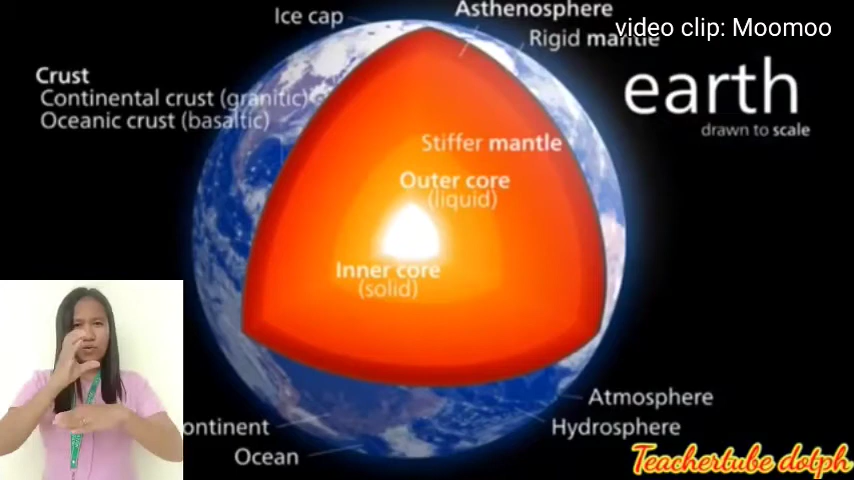 Ice cap
Asthenosphere
video clip: Moomoo
Rigid mantle
Crust
Continental crust (granitic)
Oceanic crust (basaltic)
earth
drawn to scale
Stiffer mantle
Outer core
(liquid)
Inner core
(solid)
Atmosphere
ontinent
Hydrosphere
Ocean
Teachertube dotph